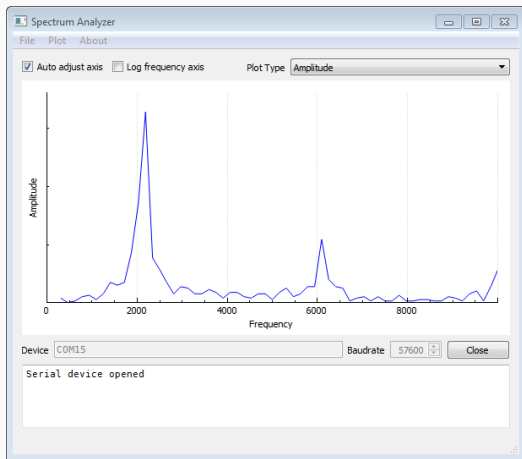 Spectrum Analyzer
File Plot About
Auto adjust axis Log frequency axis Plot Type Amplitude
Amplitude
0 2000 4000 6000 8000
Frequency
Device COM15 Baudrate 57600 Close
Serial device opened